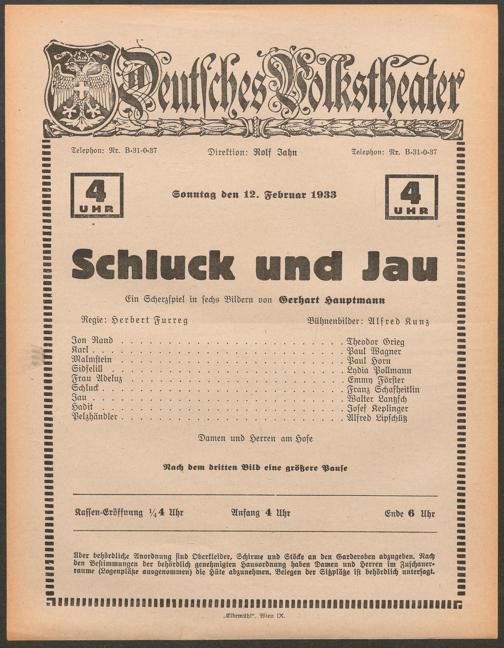 Deutsches Volkstheater
Telephon: Nr. B-31-0-37 Direktion: Rolf Jahn Telephon: Nr. B-31-0-37
4 UHR Sonntag den 12. Februar 1933 4 UHR
Schluck und Jau
Ein Scherzspiel in sechs Bildern von Gerhart Hauptmann
Regie: Herbert Furreg Bühnenbilder: Alfred Kunz
Jon Rand . . . . . . . . . . . . . . . . . . . . Theodor Grieg
Karl . . . . . . . . . . . . . . . . . . . . Paul Wagner
Malmstein . . . . . . . . . . . . . . . . . . . . Paul Horn
Sidselill . . . . . . . . . . . . . . . . . . . . Lydia Pollmann
Frau Adeluz . . . . . . . . . . . . . . . . . . . . Emmy Förster
Schluck . . . . . . . . . . . . . . . . . . . . Franz Schafheitlin
Jau . . . . . . . . . . . . . . . . . . . . Walter Lantzsch
Hadit . . . . . . . . . . . . . . . . . . . . Josef Keplinger
Pelzhändler . . . . . . . . . . . . . . . . . . . . Alfred Lipschütz
Damen und Herren am Hofe
Nach dem dritten Bild eine größere Pause
Kassen-Eröffnung ¼4 Uhr Anfang 4 Uhr Ende 6 Uhr
Über behördliche Anordnung sind Oberkleider, Schirme und Stöcke an den Garderoben abzugeben. Nach
den Bestimmungen der behördlich genehmigten Hausordnung haben Damen und Herren im Zuschauer-
raume (Logenplätze ausgenommen) die Hüte abzunehmen. Belegen der Sitzplätze ist behördlich untersagt.
„Elbemühl“, Wien IX.